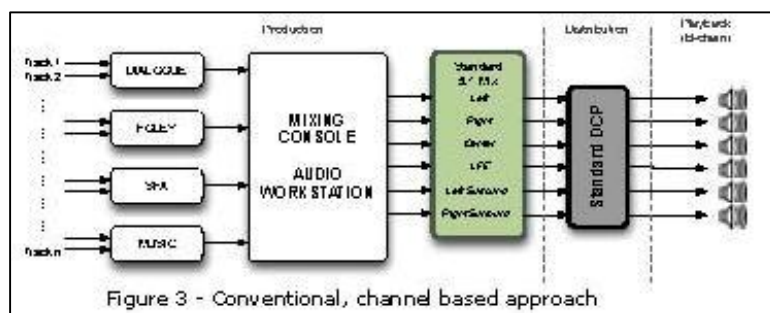 Production
Distribution
Playback
Track 1
Track 2
DIALOGUE
FOLEY
SFX
MUSIC
Track n
MIXING
CONSOLE
AUDIO
WORKSTATION
Standard
5.1 Mix
Left
Right
Center
LFE
Left Surround
Right Surround
Standard DCP
Figure 3 - Conventional, channel based approach